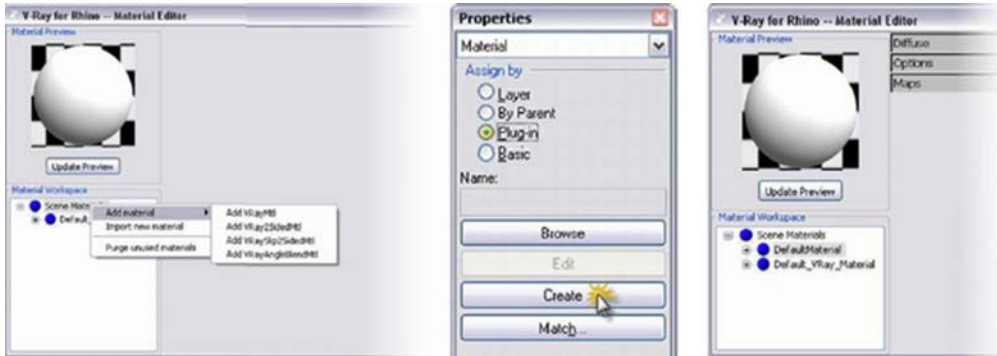 V-Ray for Rhino -- Material Editor
Material Preview
Update Preview
Material Workspace
Scene Mate
Default_
Add material
Import new material
Purge unused materials
Add VRayMtl
Add VRay2SidedMtl
Add VRaySkp2SidedMtl
Add VRayAngleBlendMtl
Properties
Material
Assign by
Layer
By Parent
Plug-in
Basic
Name:
Browse
Edit
Create
Match...
V-Ray for Rhino -- Material Editor
Material Preview
Diffuse
Options
Maps
Update Preview
Material Workspace
Scene Materials
DefaultMaterial
Default_VRay_Material